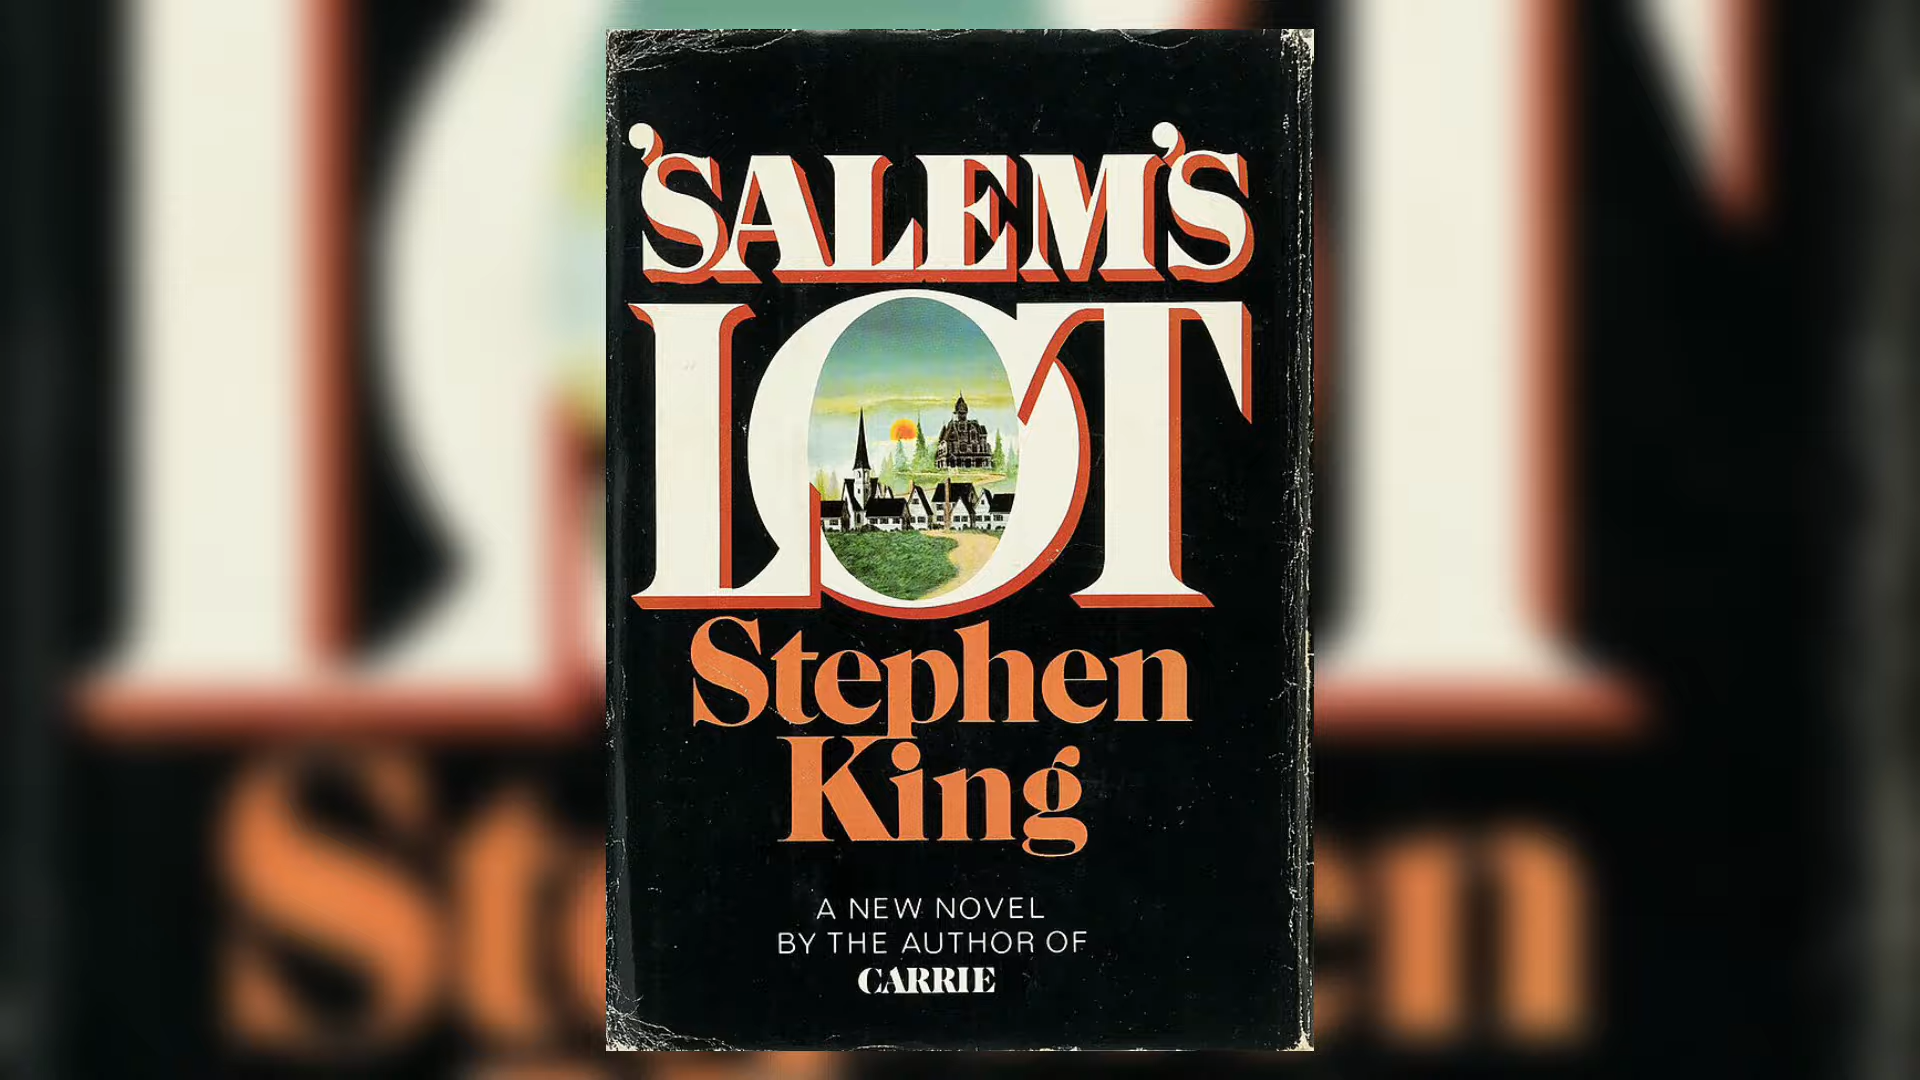 ’SALEM’S
LOT
Stephen
King
A NEW NOVEL
BY THE AUTHOR OF
CARRIE